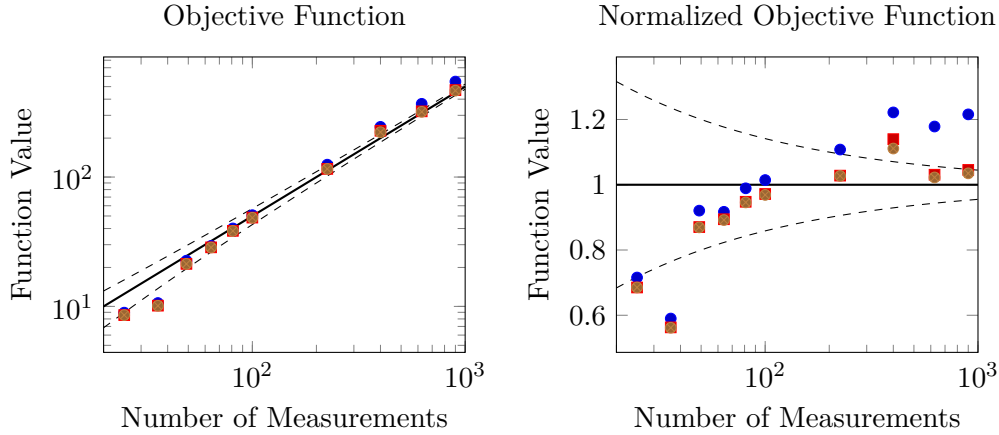 Objective Function
Function Value
10^2
10^1
10^2
10^3
Number of Measurements
Normalized Objective Function
Function Value
1.2
1
0.8
0.6
10^2
10^3
Number of Measurements